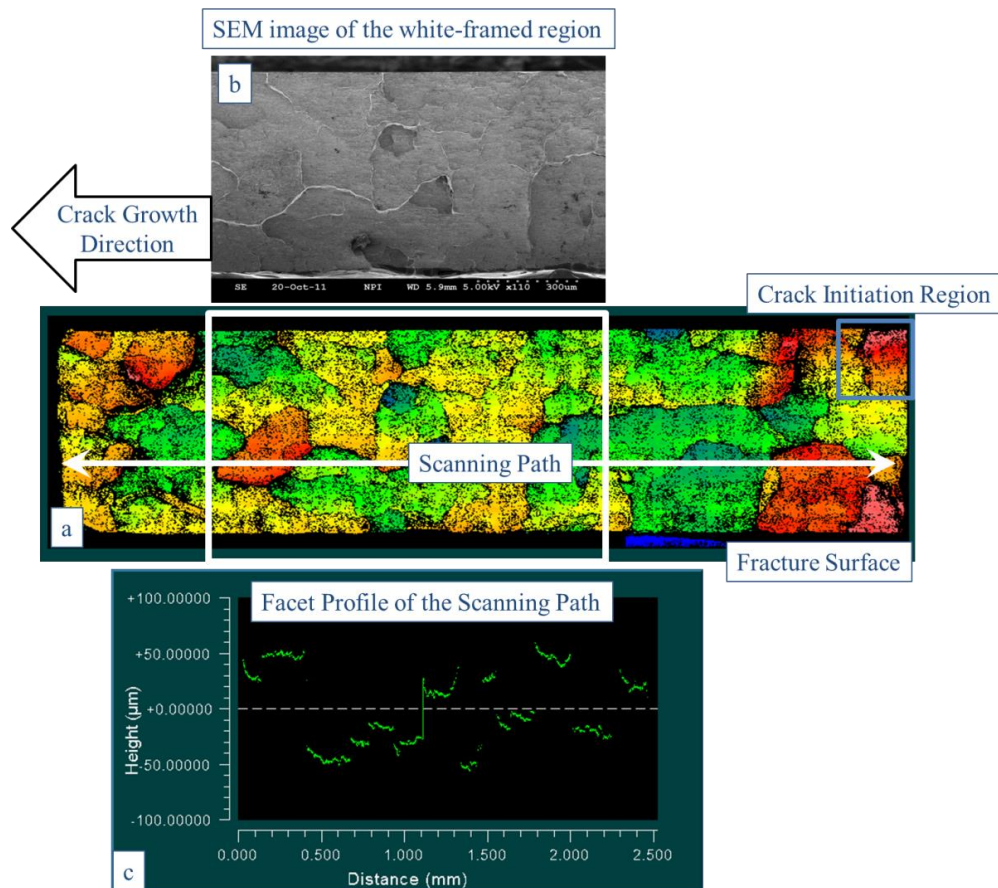 SEM image of the white-framed region
b
Crack Growth
Direction
SE 20-Oct-11 NPI WD 5.9mm 5.00kV x110 300um
Crack Initiation Region
Scanning Path
a
Fracture Surface
Facet Profile of the Scanning Path
+100.00000
+50.00000
+0.00000
-50.00000
-100.00000
Height (µm)
0.000 0.500 1.000 1.500 2.000 2.500
Distance (mm)
c